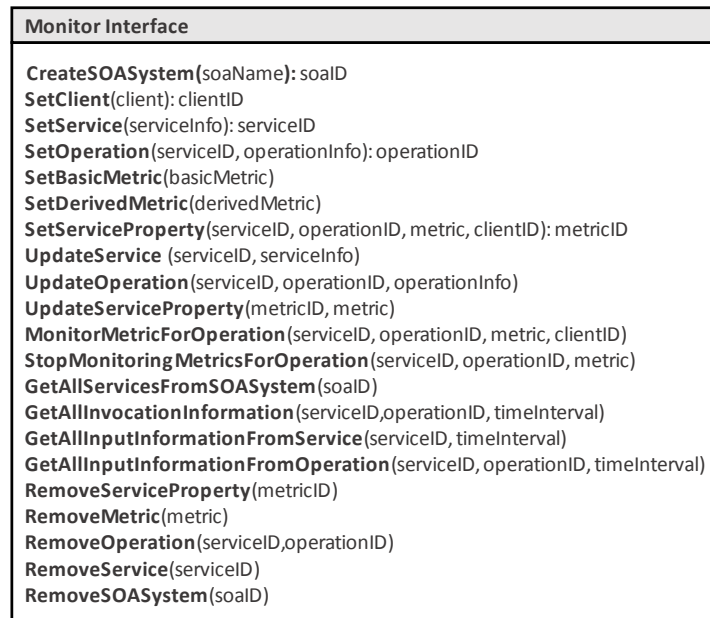 Monitor Interface
CreateSOASystem(soaName): soaID
SetClient(client): clientID
SetService(serviceInfo): serviceID
SetOperation(serviceID, operationInfo): operationID
SetBasicMetric(basicMetric)
SetDerivedMetric(derivedMetric)
SetServiceProperty(serviceID, operationID, metric, clientID): metricID
UpdateService (serviceID, serviceInfo)
UpdateOperation(serviceID, operationID, operationInfo)
UpdateServiceProperty(metricID, metric)
MonitorMetricForOperation(serviceID, operationID, metric, clientID)
StopMonitoringMetricsForOperation(serviceID, operationID, metric)
GetAllServicesFromSOASystem(soaID)
GetAllInvocationInformation(serviceID,operationID, timeInterval)
GetAllInputInformationFromService(serviceID, timeInterval)
GetAllInputInformationFromOperation(serviceID, operationID, timeInterval)
RemoveServiceProperty(metricID)
RemoveMetric(metric)
RemoveOperation(serviceID,operationID)
RemoveService(serviceID)
RemoveSOASystem(soaID)